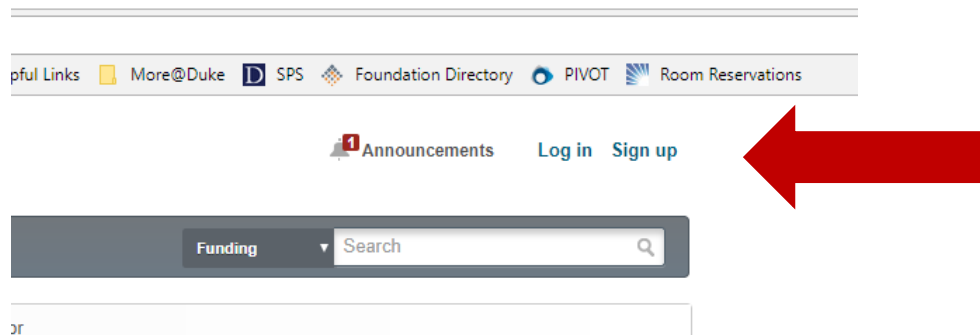 pful Links More@Duke D SPS Foundation Directory PIVOT Room Reservations
1 Announcements Log in Sign up
Funding Search
or